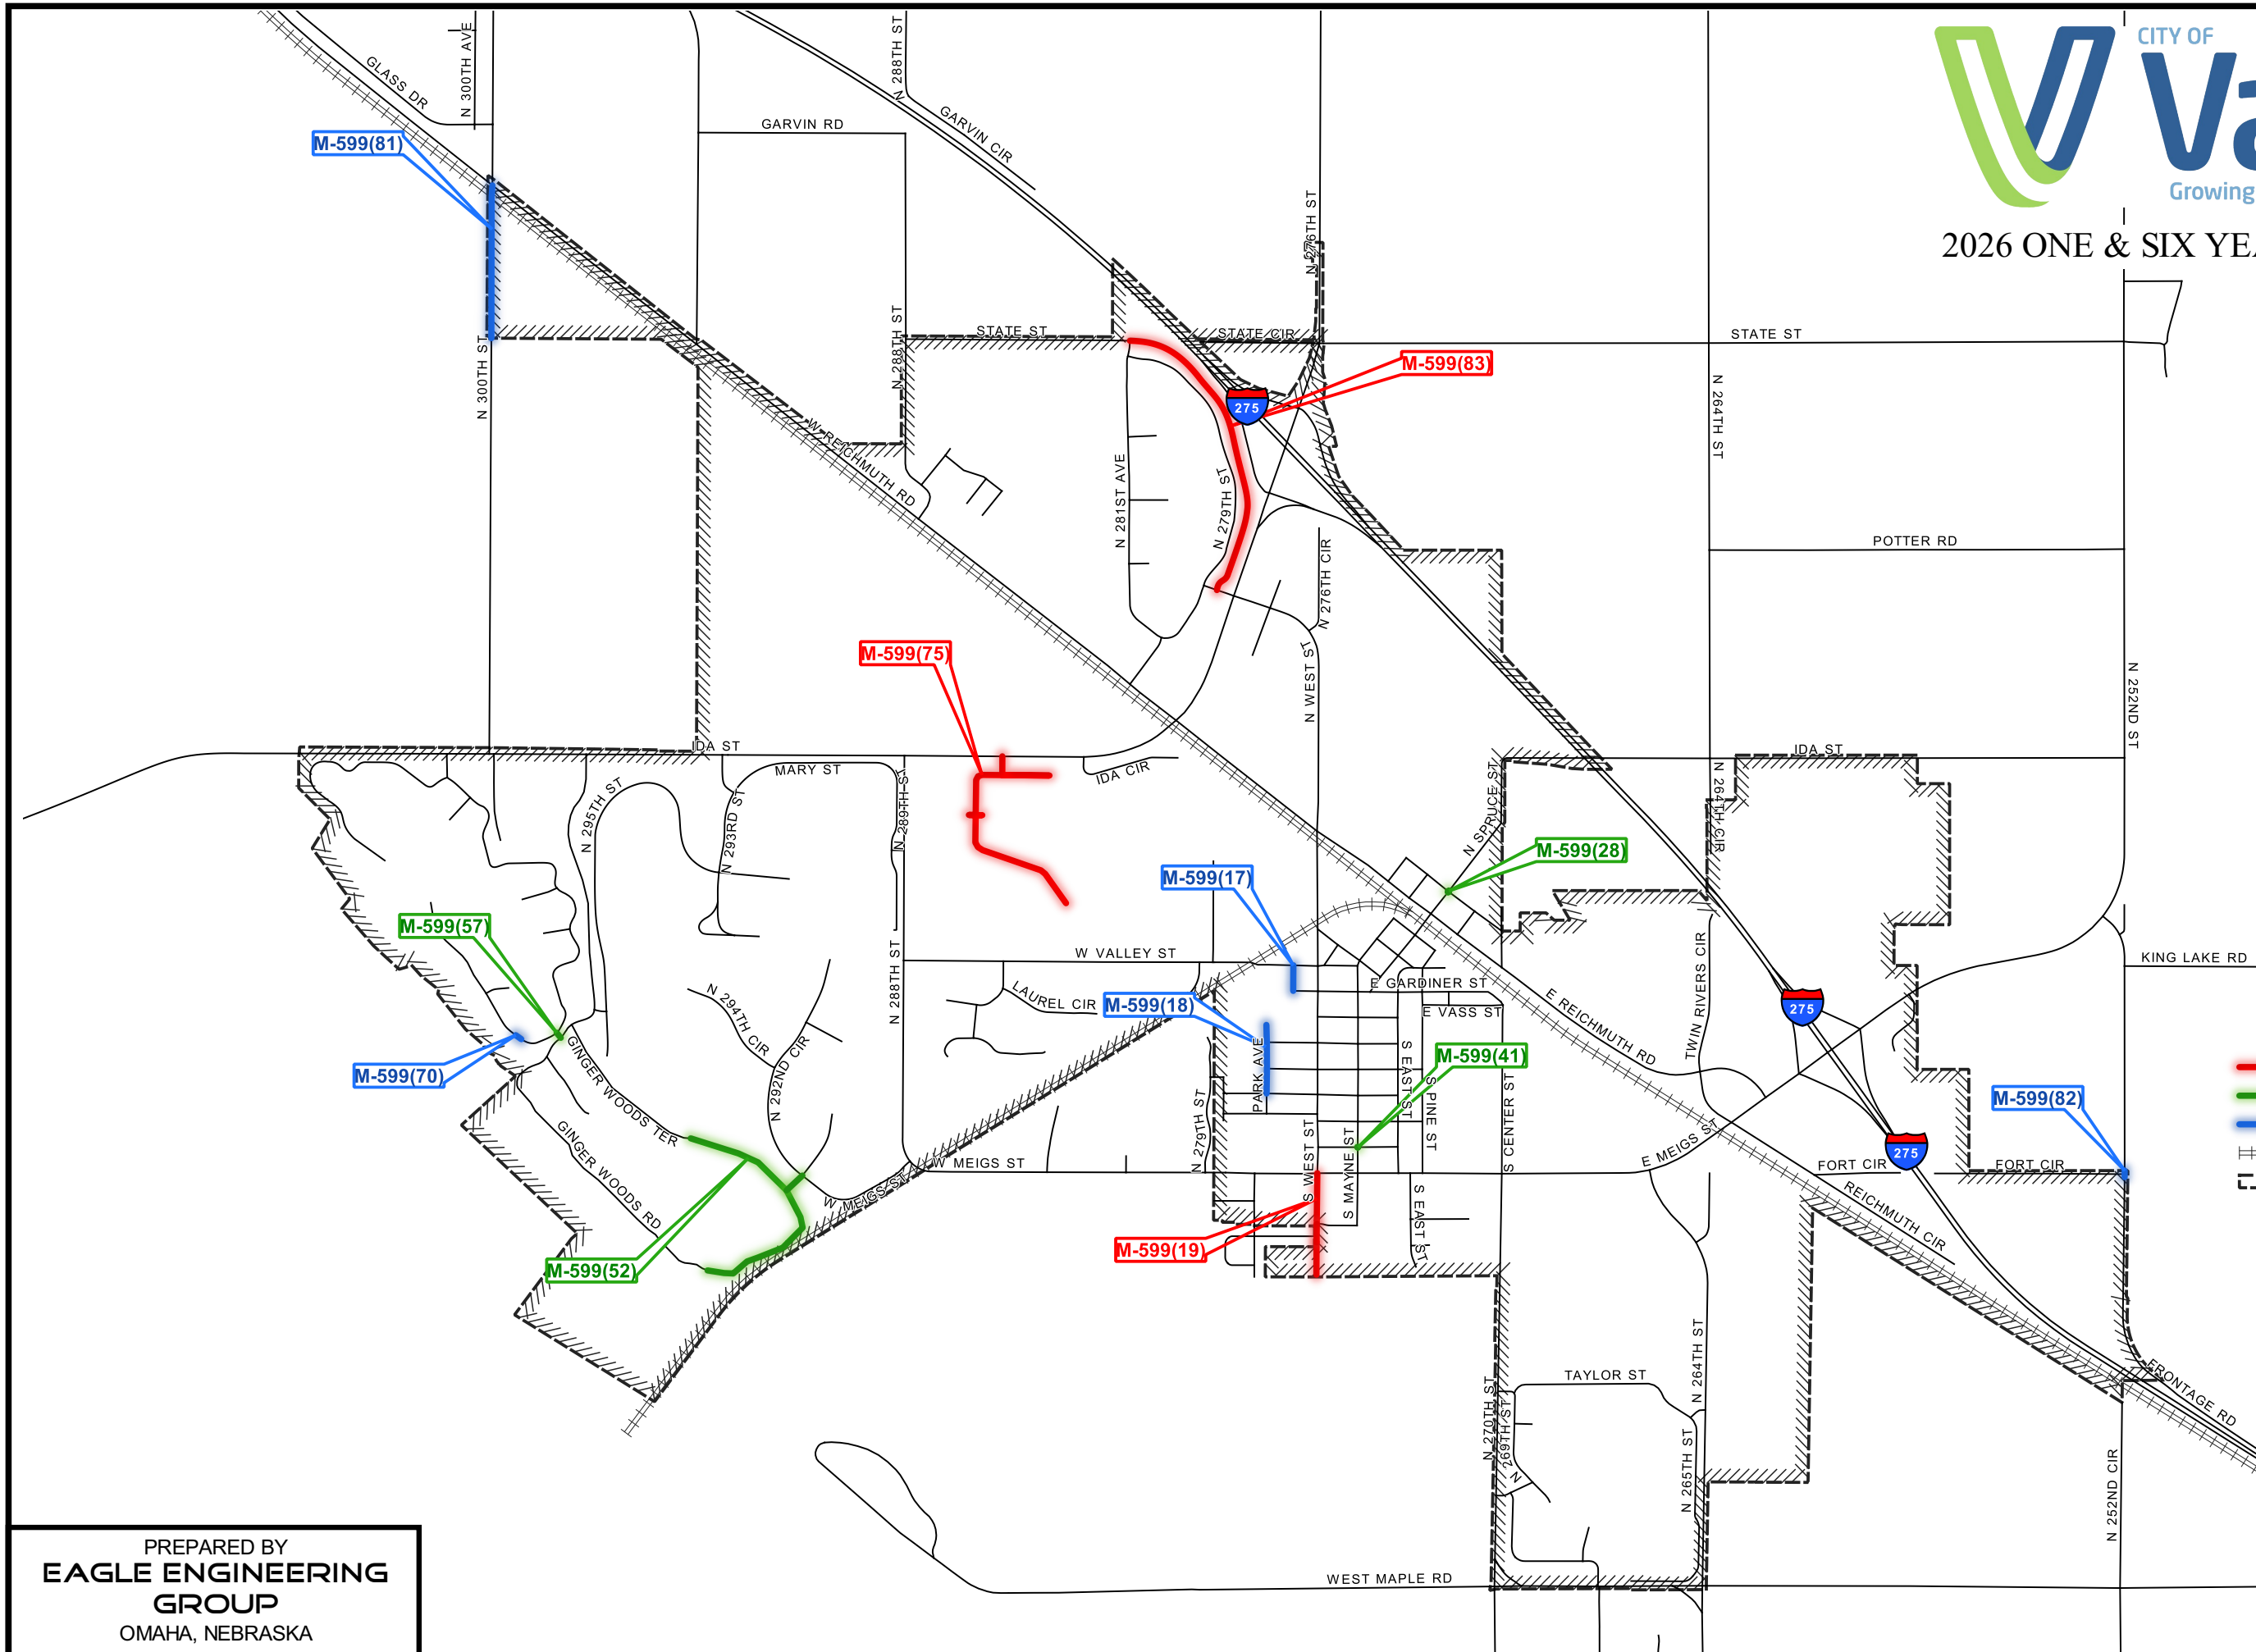 CITY OF
Va
Growing
2026 ONE & SIX YEA
GLASS DR
N 300TH AVE
N 288TH ST
GARVIN CIR
GARVIN RD
M-599(81)
N 276TH ST
N 300TH ST
N 288TH ST
STATE ST
STATE CIR
STATE ST
M-599(83)
275
N 264TH ST
W REICHMUTH RD
N 281ST AVE
N 279TH ST
POTTER RD
N 276TH CIR
M-599(75)
N WEST ST
N 252ND ST
IDA ST
MARY ST
IDA CIR
IDA ST
N 295TH ST
N 293RD ST
N 289TH ST
N SPRUCE ST
N 264TH CIR
M-599(28)
M-599(17)
M-599(57)
W VALLEY ST
KING LAKE RD
N 288TH ST
LAUREL CIR
M-599(18)
E GARDINER ST
E VASS ST
N 294TH CIR
E REICHMUTH RD
TWIN RIVERS CIR
275
M-599(70)
GINGER WOODS TER
N 292ND CIR
PARK AVE
S EAST ST
M-599(41)
S PINE ST
S CENTER ST
M-599(82)
GINGER WOODS RD
N 279TH ST
W MEIGS ST
W MEIGS ST
S WEST ST
S MAYNE ST
E MEIGS ST
275
FORT CIR
FORT CIR
S EAST ST
REICHMUTH CIR
M-599(19)
M-599(52)
TAYLOR ST
N 264TH ST
N 270TH ST
N 269TH ST
N 265TH ST
FRONTAGE RD
N 252ND CIR
WEST MAPLE RD
PREPARED BY
EAGLE ENGINEERING
GROUP
OMAHA, NEBRASKA